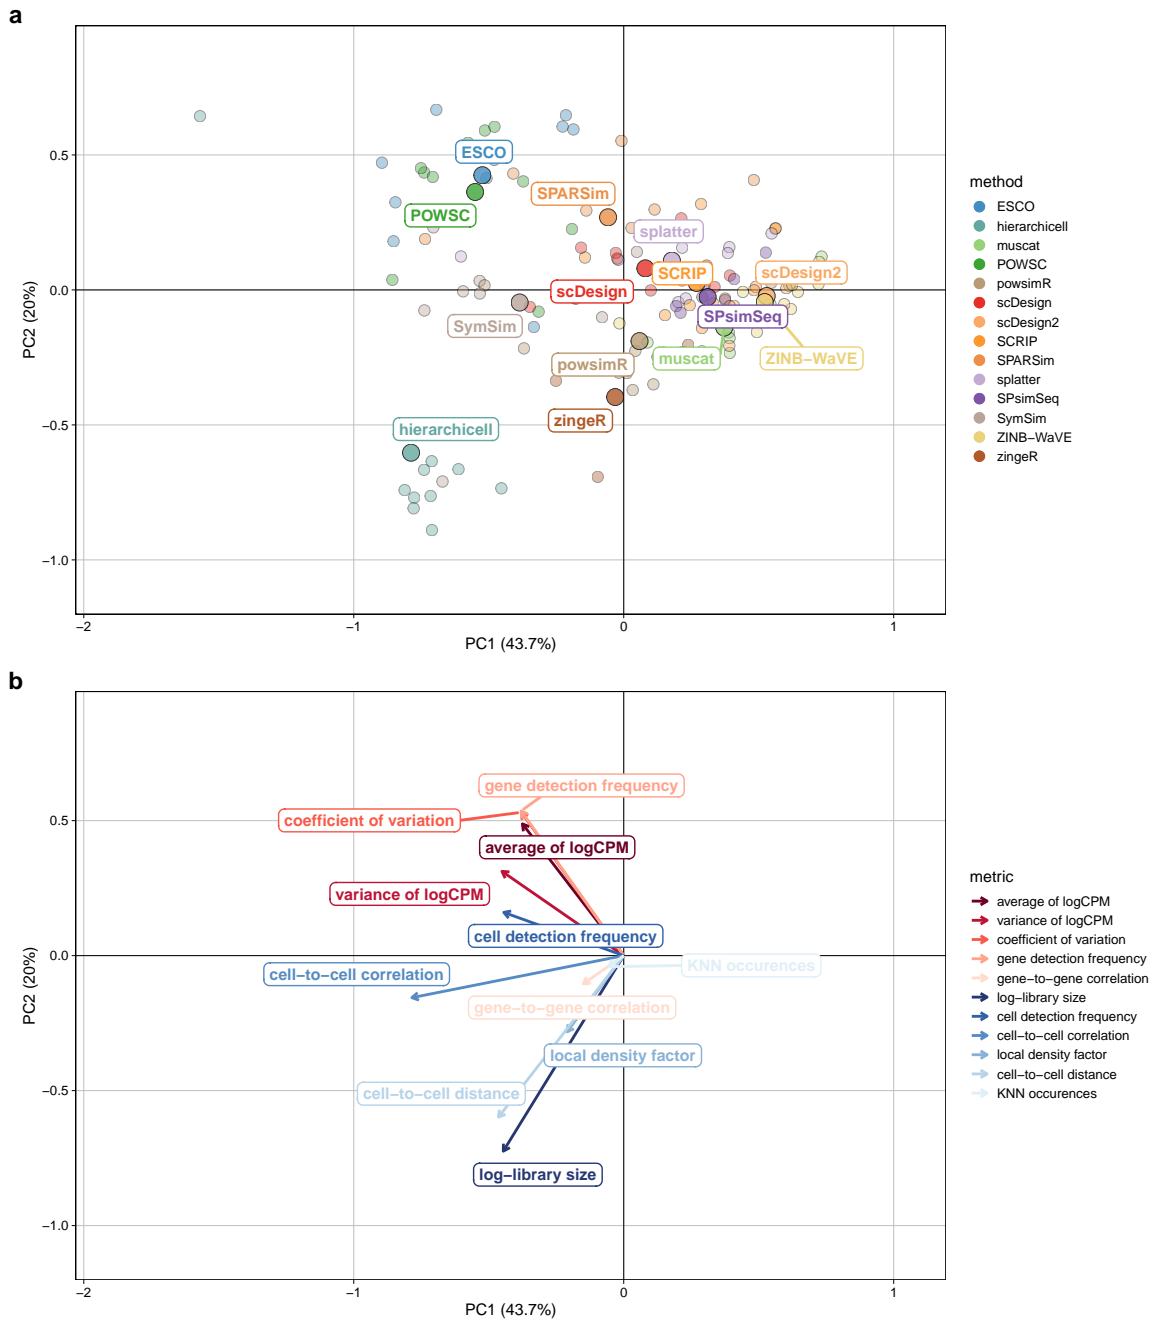 a
ESCO
SPARSim
POWSC
splatter
SCRIP
scDesign2
scDesign
SPsimSeq
SymSim
powsimR
muscat
ZINB−WaVE
zingeR
hierarchicell
0.5
0.0
−0.5
−1.0
PC2 (20%)
−2
−1
0
1
PC1 (43.7%)
method
ESCO
hierarchicell
muscat
POWSC
powsimR
scDesign
scDesign2
SCRIP
SPARSim
splatter
SPsimSeq
SymSim
ZINB−WaVE
zingeR
b
gene detection frequency
coefficient of variation
average of logCPM
variance of logCPM
cell detection frequency
cell−to−cell correlation
KNN occurences
gene−to−gene correlation
local density factor
cell−to−cell distance
log−library size
0.5
0.0
−0.5
−1.0
PC2 (20%)
−2
−1
0
1
PC1 (43.7%)
metric
average of logCPM
variance of logCPM
coefficient of variation
gene detection frequency
gene−to−gene correlation
log−library size
cell detection frequency
cell−to−cell correlation
local density factor
cell−to−cell distance
KNN occurences